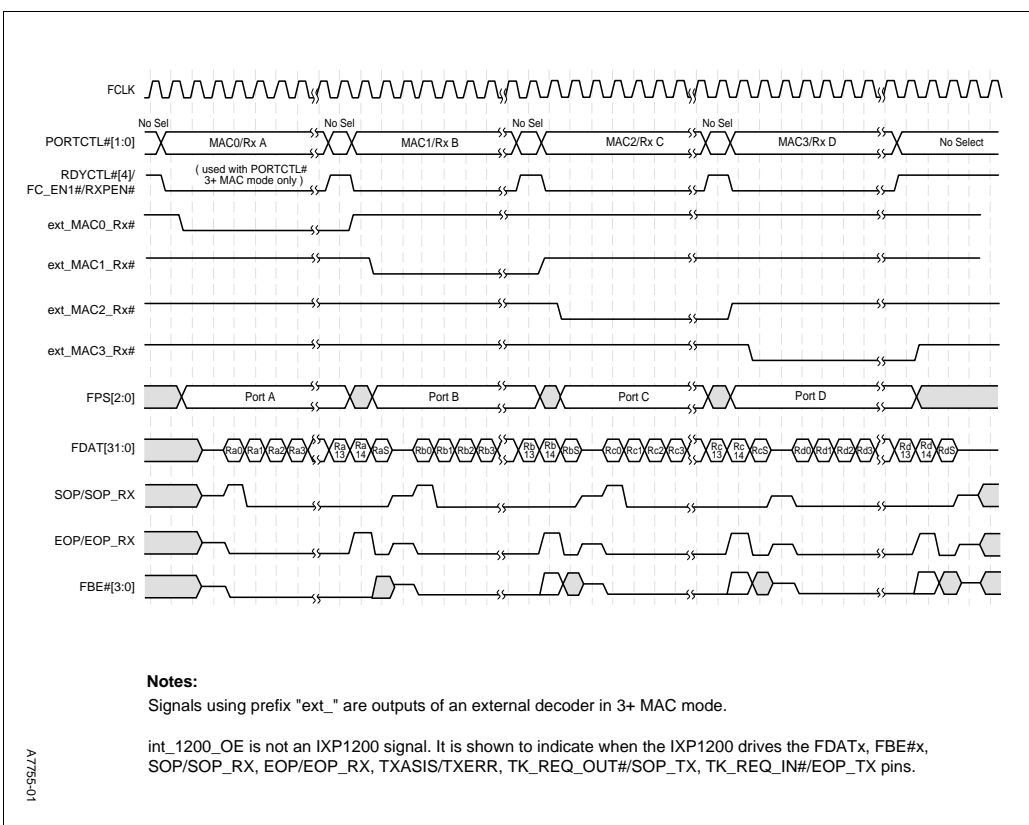 FCLK
No Sel No Sel No Sel No Sel
PORTCTL#[1:0] MAC0/Rx A MAC1/Rx B MAC2/Rx C MAC3/Rx D No Select
RDYCTL#[4]/
FC_EN1#/RXPEN#
( used with PORTCTL#
3+ MAC mode only )
ext_MAC0_Rx#
ext_MAC1_Rx#
ext_MAC2_Rx#
ext_MAC3_Rx#
FPS[2:0] Port A Port B Port C Port D
FDAT[31:0] Ra0 Ra1 Ra2 Ra3 Ra 13 Ra 14 RaS Rb0 Rb1 Rb2 Rb3 Rb 13 Rb 14 RbS Rc0 Rc1 Rc2 Rc3 Rc 13 Rc 14 RcS Rd0 Rd1 Rd2 Rd3 Rd 13 Rd 14 RdS
SOP/SOP_RX
EOP/EOP_RX
FBE#[3:0]
Notes:
Signals using prefix "ext_" are outputs of an external decoder in 3+ MAC mode.
int_1200_OE is not an IXP1200 signal. It is shown to indicate when the IXP1200 drives the FDATx, FBE#x,
SOP/SOP_RX, EOP/EOP_RX, TXASIS/TXERR, TK_REQ_OUT#/SOP_TX, TK_REQ_IN#/EOP_TX pins.
A7755-01